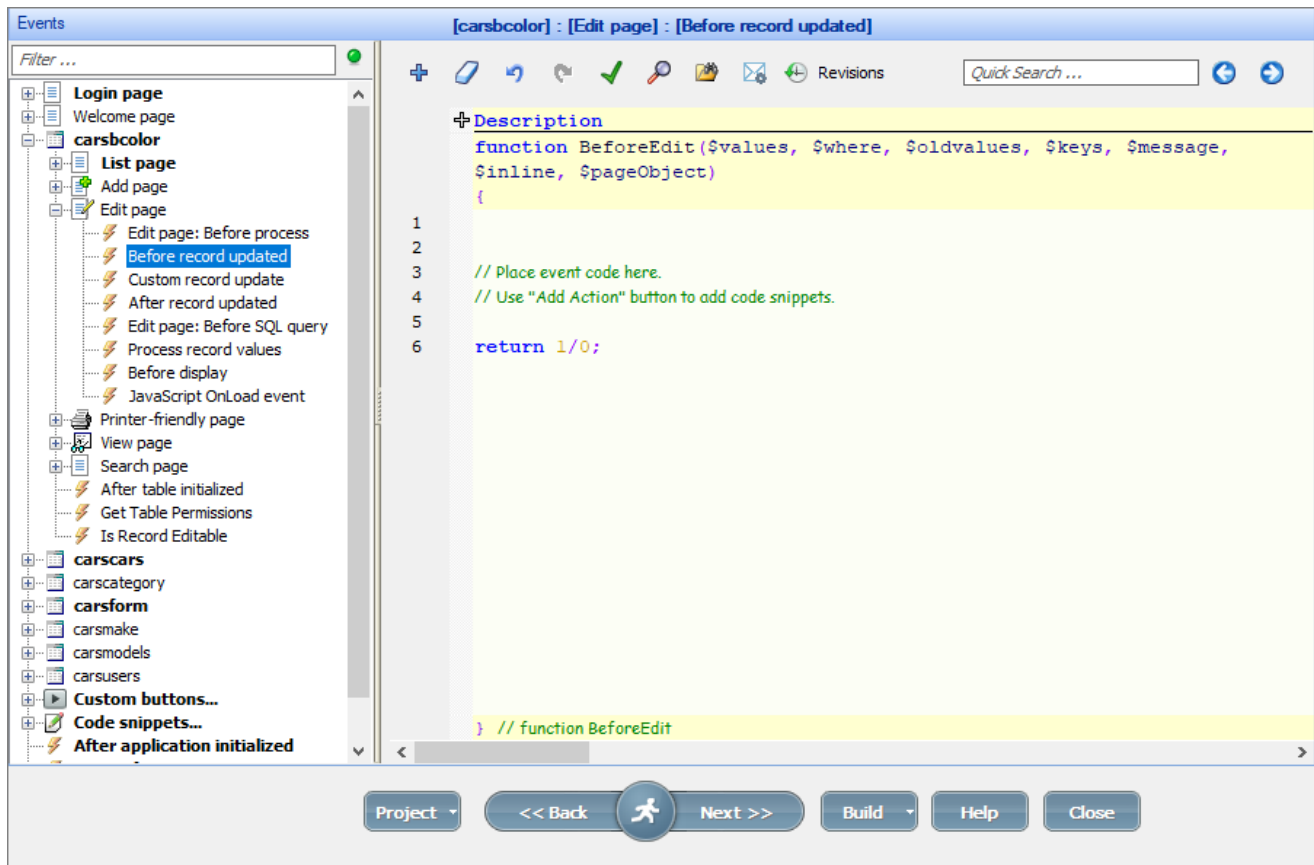 Events
[carsbcolor] : [Edit page] : [Before record updated]
Filter ...
Revisions
Quick Search ...
Login page
Welcome page
carsbcolor
List page
Add page
Edit page
Edit page: Before process
Before record updated
Custom record update
After record updated
Edit page: Before SQL query
Process record values
Before display
JavaScript OnLoad event
Printer-friendly page
View page
Search page
After table initialized
Get Table Permissions
Is Record Editable
carscars
carscategory
carsform
carsmake
carsmodels
carsusers
Custom buttons...
Code snippets...
After application initialized
Description
function BeforeEdit($values, $where, $oldvalues, $keys, $message,
$inline, $pageObject)
{
1
2
3 // Place event code here.
4 // Use "Add Action" button to add code snippets.
5
6 return 1/0;
} // function BeforeEdit
Project
<< Back
Next >>
Build
Help
Close